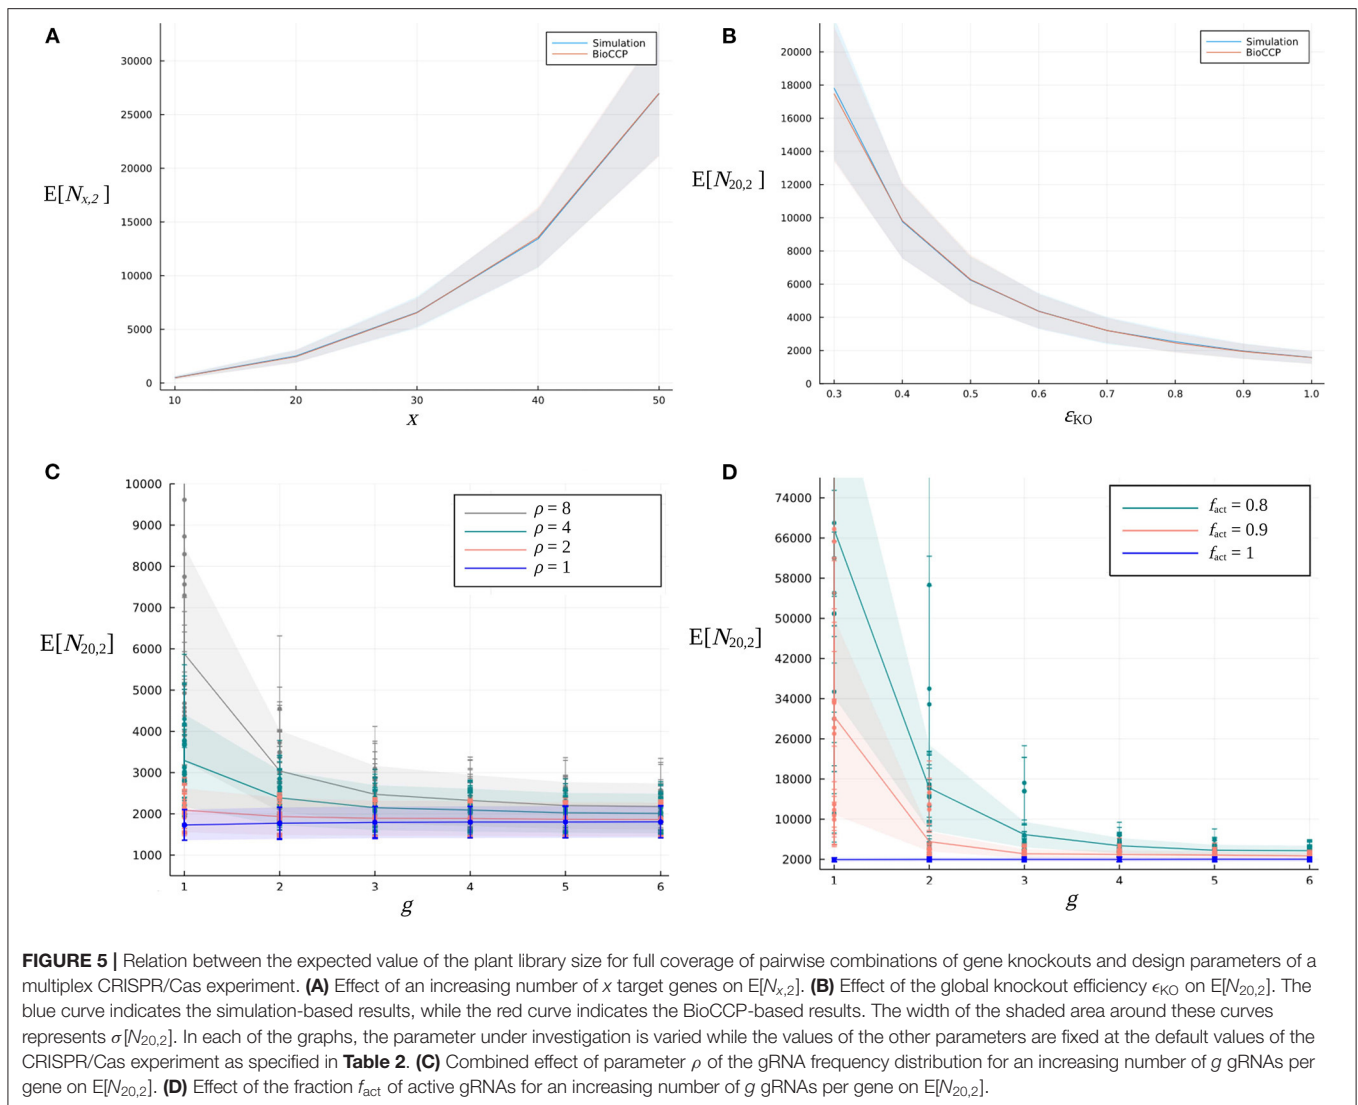 A
30000
25000
20000
15000
10000
5000
0
E[Nx,2]
Simulation
BioCCP
10 20 30 40 50
x
B
20000
18000
16000
14000
12000
10000
8000
6000
4000
2000
0
E[N20,2]
Simulation
BioCCP
0.3 0.4 0.5 0.6 0.7 0.8 0.9 1.0
εKO
C
10000
9000
8000
7000
6000
5000
4000
3000
2000
1000
E[N20,2]
ρ = 8
ρ = 4
ρ = 2
ρ = 1
1 2 3 4 5 6
g
D
74000
66000
58000
50000
42000
34000
26000
18000
10000
2000
E[N20,2]
fact = 0.8
fact = 0.9
fact = 1
1 2 3 4 5 6
g
FIGURE 5 | Relation between the expected value of the plant library size for full coverage of pairwise combinations of gene knockouts and design parameters of a
multiplex CRISPR/Cas experiment. (A) Effect of an increasing number of x target genes on E[Nx,2]. (B) Effect of the global knockout efficiency ϵKO on E[N20,2]. The
blue curve indicates the simulation-based results, while the red curve indicates the BioCCP-based results. The width of the shaded area around these curves
represents σ[N20,2]. In each of the graphs, the parameter under investigation is varied while the values of the other parameters are fixed at the default values of the
CRISPR/Cas experiment as specified in Table 2. (C) Combined effect of parameter ρ of the gRNA frequency distribution for an increasing number of g gRNAs per
gene on E[N20,2]. (D) Effect of the fraction fact of active gRNAs for an increasing number of g gRNAs per gene on E[N20,2].